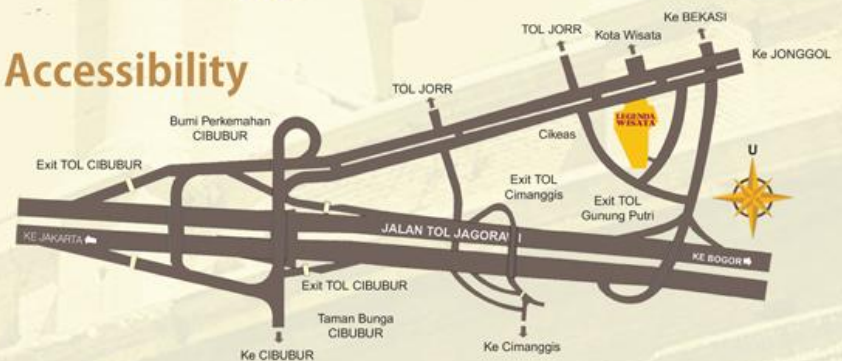 Accessibility
Ke BEKASI
TOL JORR
Kota Wisata
Ke JONGGOL
TOL JORR
Bumi Perkemahan
CIBUBUR
LEGENDA
WISATA
Cikeas
Exit TOL CIBUBUR
Exit TOL
Cimanggis
U
Exit TOL
Gunung Putri
KE JAKARTA
JALAN TOL JAGORAWI
KE BOGOR
Exit TOL CIBUBUR
Taman Bunga
CIBUBUR
Ke CIBUBUR
Ke Cimanggis